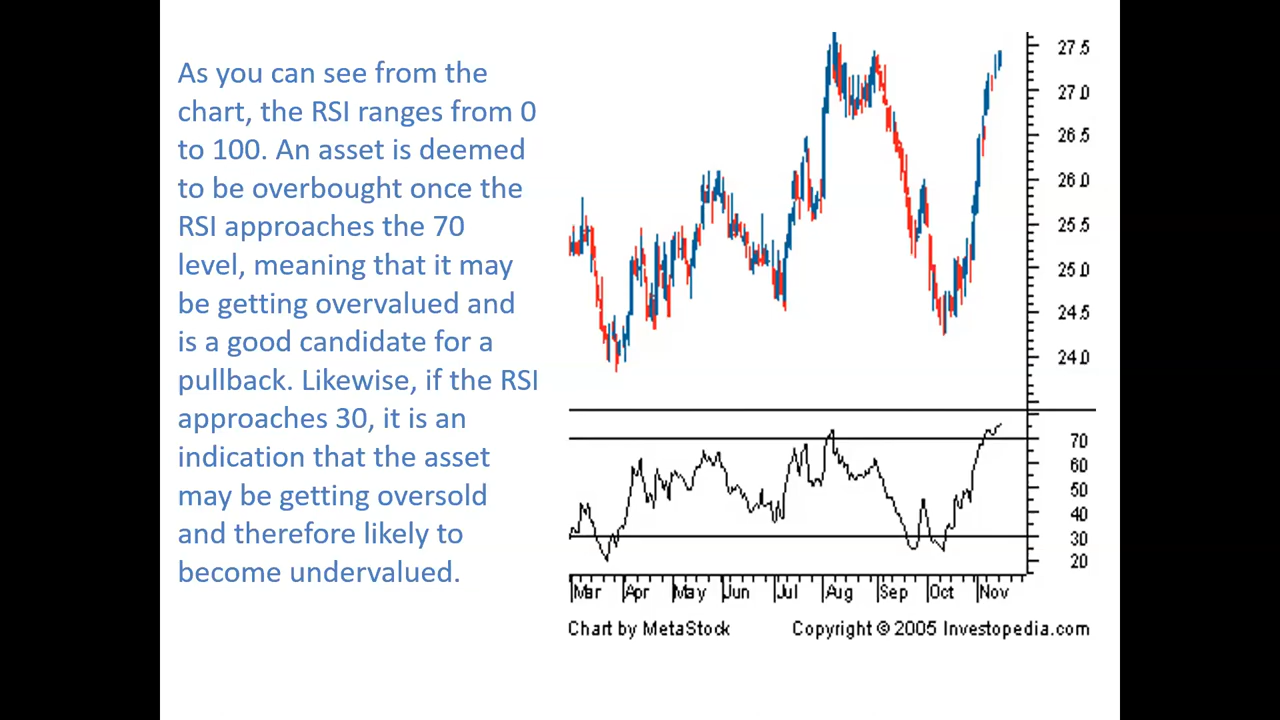 As you can see from the
chart, the RSI ranges from 0
to 100. An asset is deemed
to be overbought once the
RSI approaches the 70
level, meaning that it may
be getting overvalued and
is a good candidate for a
pullback. Likewise, if the RSI
approaches 30, it is an
indication that the asset
may be getting oversold
and therefore likely to
become undervalued.
27.5
27.0
26.5
26.0
25.5
25.0
24.5
24.0
70
60
50
40
30
20
Mar Apr May Jun Jul Aug Sep Oct Nov
Chart by MetaStock Copyright © 2005 Investopedia.com